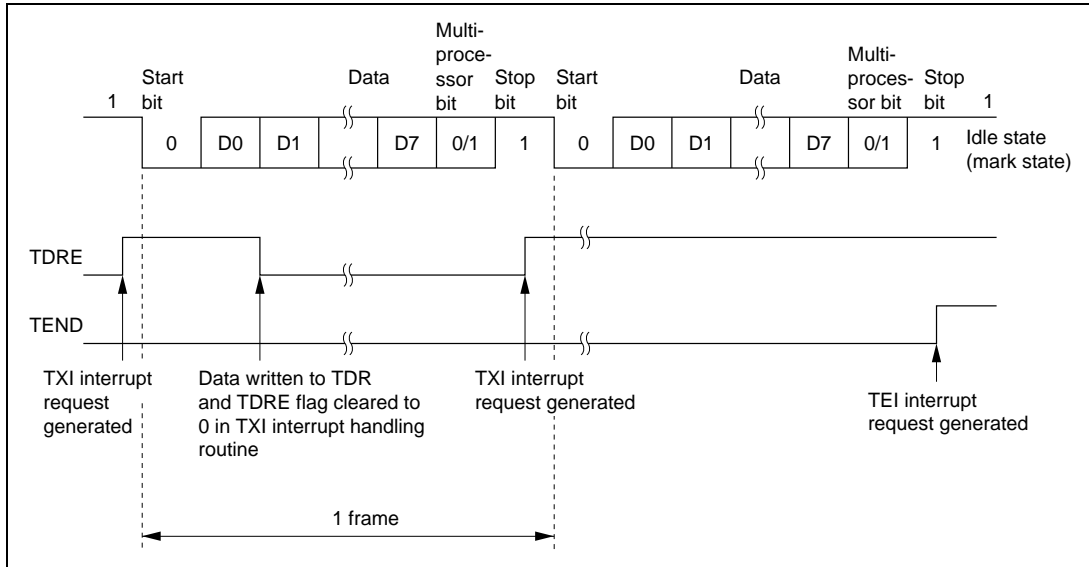 Multi-
proce-
ssor
bit
Start
bit
Data
Stop
bit
Start
bit
Data
Multi-
proces-
sor bit
Stop
bit
1
1
0 D0 D1 D7 0/1 1 0 D0 D1 D7 0/1 1
Idle state
(mark state)
TDRE
TEND
TXI interrupt
request
generated
Data written to TDR
and TDRE flag cleared to
0 in TXI interrupt handling
routine
TXI interrupt
request generated
TEI interrupt
request generated
1 frame